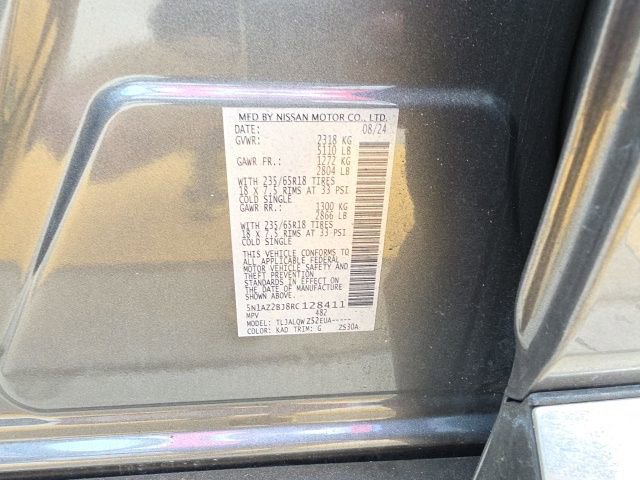 MFD BY NISSAN MOTOR CO., LTD.
DATE: 08/24
GVWR: 2318 KG
5110 LB
GAWR FR.: 1272 KG
2804 LB
WITH 235/65R18 TIRES
18 X 7.5 RIMS AT 33 PSI
COLD SINGLE
GAWR RR.: 1300 KG
2866 LB
WITH 235/65R18 TIRES
18 X 7.5 RIMS AT 33 PSI
COLD SINGLE
THIS VEHICLE CONFORMS TO
ALL APPLICABLE FEDERAL
MOTOR VEHICLE SAFETY AND
THEFT PREVENTION
STANDARDS IN EFFECT ON
THE DATE OF MANUFACTURE
SHOWN ABOVE.
5N1AZ2BJ8RC128411
MPV 482
MODEL: TLJALQWZ52EUA-----
COLOR: KAD TRIM: G ZS30A